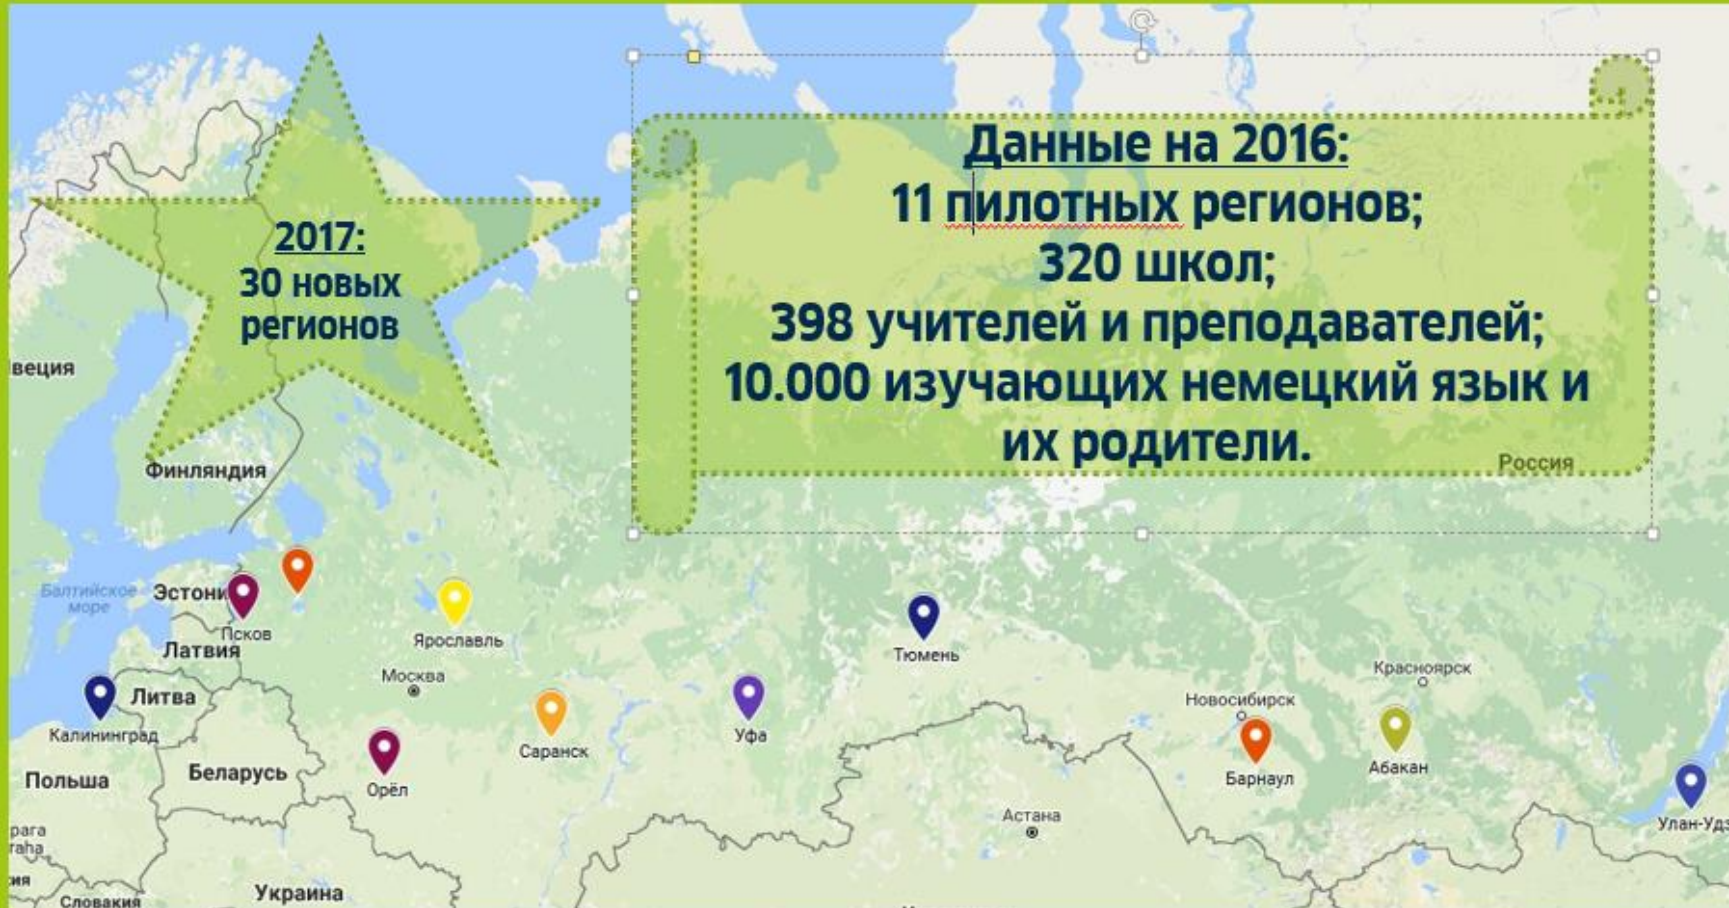 2017:
30 новых
регионов
Данные на 2016:
11 пилотных регионов;
320 школ;
398 учителей и преподавателей;
10.000 изучающих немецкий язык и
их родители.
веция
Финляндия
Россия
Балтийское
море
Эстони
Псков
Латвия
Ярославль
Тюмень
Москва
Красноярск
Литва
Новосибирск
Калининград
Саранск
Уфа
Польша
Беларусь
Орёл
Барнаул
Абакан
Астана
Улан-Удэ
рага
raha
ия
Украина
Словакия